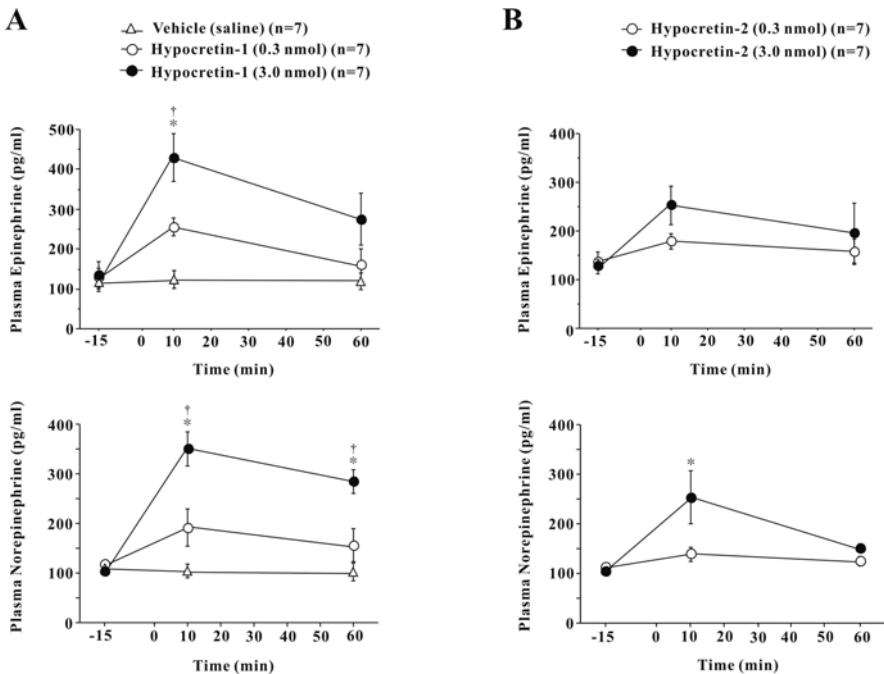 A
Vehicle (saline) (n=7)
Hypocretin-1 (0.3 nmol) (n=7)
Hypocretin-1 (3.0 nmol) (n=7)
Plasma Epinephrine (pg/ml)
500
400
300
200
100
0
†
*
-15 0 10 20 30 40 50 60
Time (min)
Plasma Norepinephrine (pg/ml)
400
300
200
100
0
†
*
†
*
-15 0 10 20 30 40 50 60
Time (min)
B
Hypocretin-2 (0.3 nmol) (n=7)
Hypocretin-2 (3.0 nmol) (n=7)
Plasma Epinephrine (pg/ml)
400
300
200
100
0
-15 0 10 20 30 40 50 60
Time (min)
Plasma Norepinephrine (pg/ml)
400
300
200
100
0
*
-15 0 10 20 30 40 50 60
Time (min)